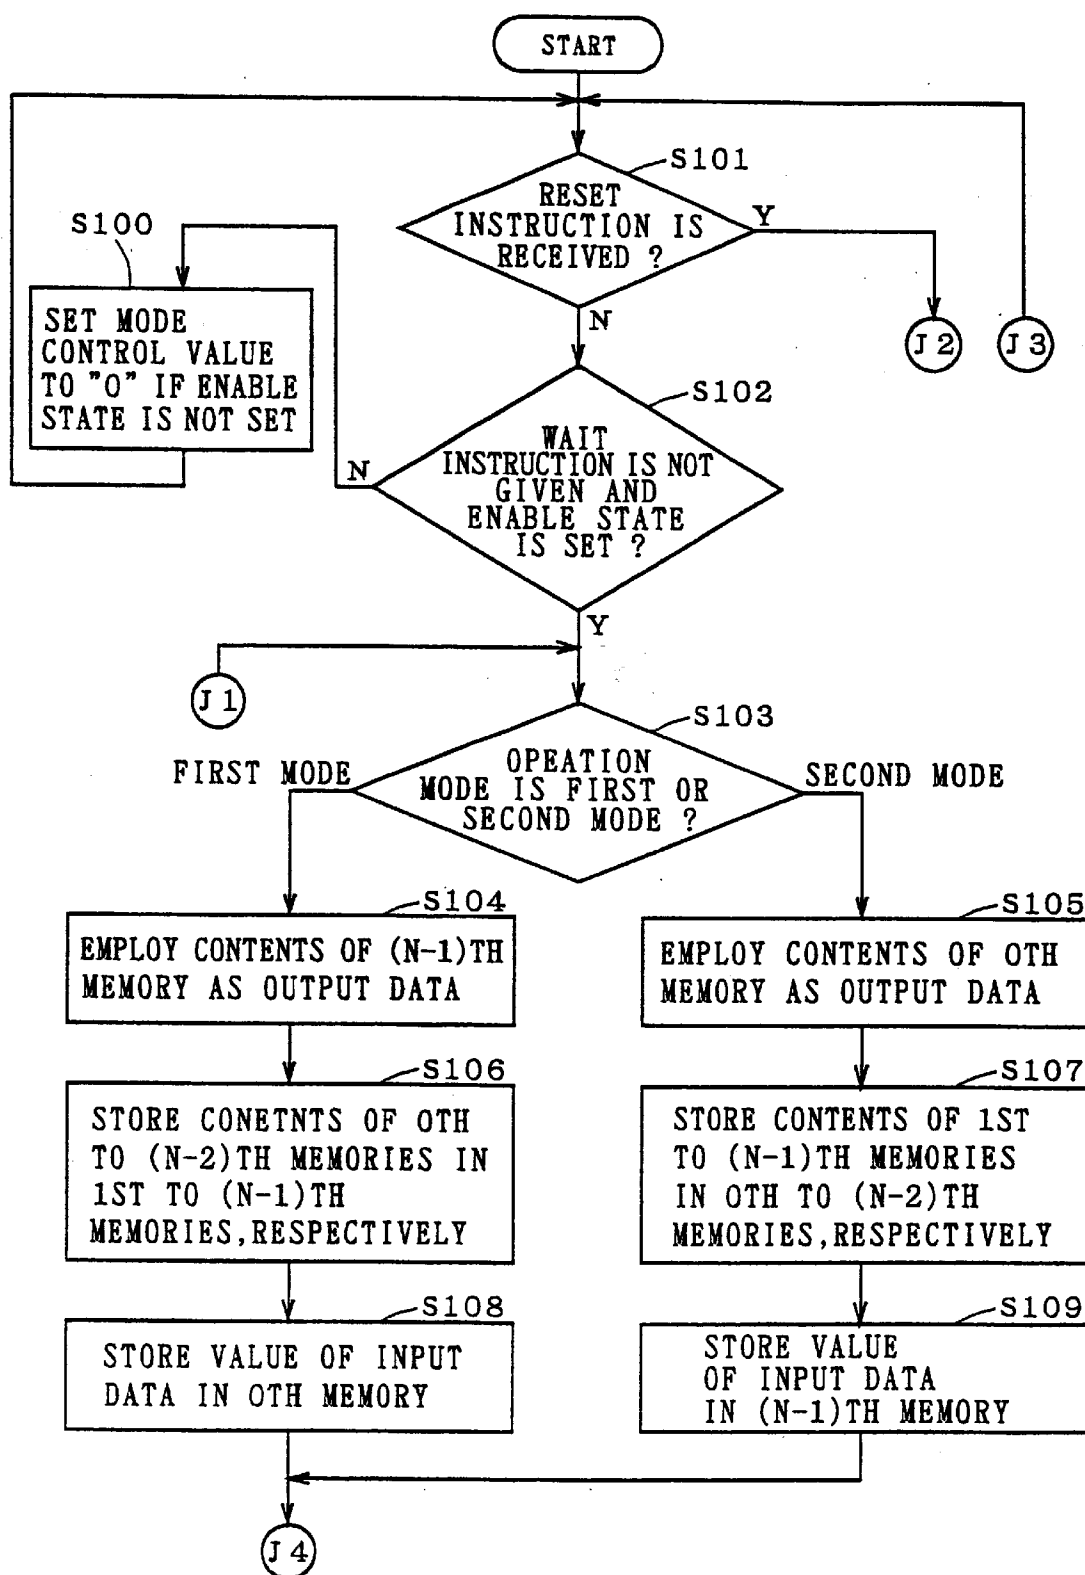 START
S101
RESET
INSTRUCTION IS
RECEIVED ?
Y
N
J2
J3
S100
SET MODE
CONTROL VALUE
TO "0" IF ENABLE
STATE IS NOT SET
S102
WAIT
INSTRUCTION IS NOT
GIVEN AND
ENABLE STATE
IS SET ?
N
Y
J1
S103
OPEATION
MODE IS FIRST OR
SECOND MODE ?
FIRST MODE
SECOND MODE
S104
EMPLOY CONTENTS OF (N-1)TH
MEMORY AS OUTPUT DATA
S105
EMPLOY CONTENTS OF 0TH
MEMORY AS OUTPUT DATA
S106
STORE CONETNTS OF 0TH
TO (N-2)TH MEMORIES IN
1ST TO (N-1)TH
MEMORIES,RESPECTIVELY
S107
STORE CONTENTS OF 1ST
TO (N-1)TH MEMORIES
IN 0TH TO (N-2)TH
MEMORIES,RESPECTIVELY
S108
STORE VALUE OF INPUT
DATA IN 0TH MEMORY
S109
STORE VALUE
OF INPUT DATA
IN (N-1)TH MEMORY
J4